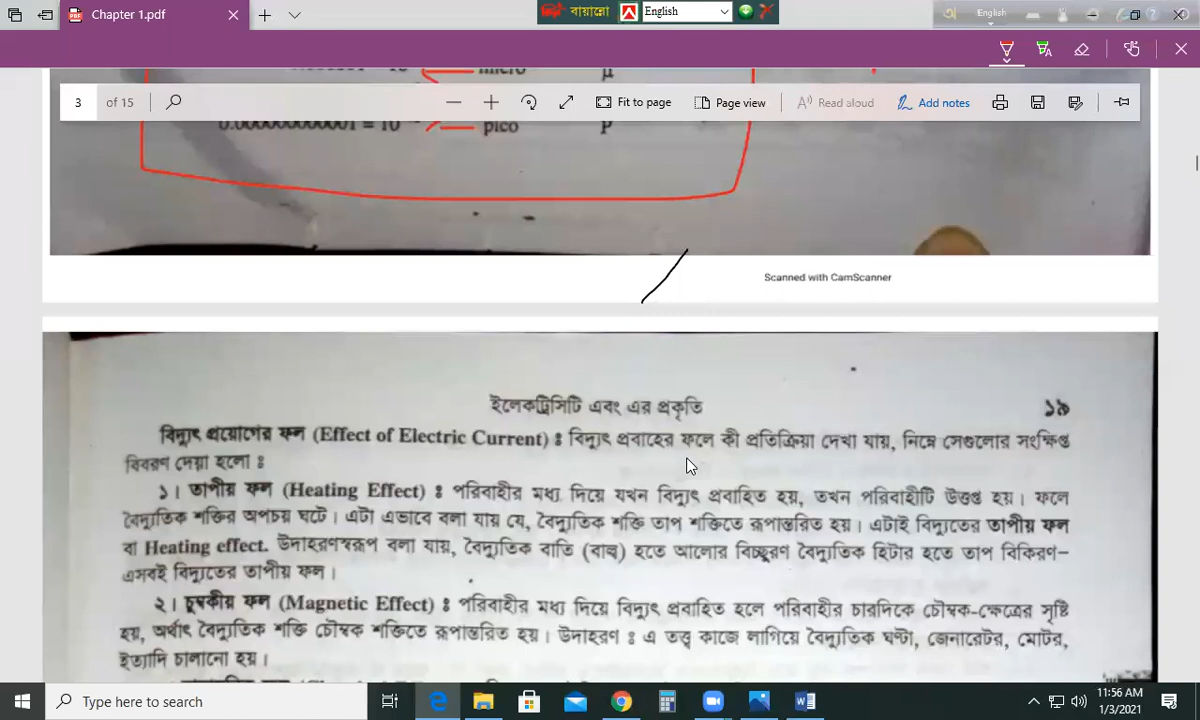 Chapter 1.pdf
বায়ান্নো
English
English
3 of 15
Fit to page
Page view
Read aloud
Add notes
micro μ
0.000000000001 = 10 pico P
Scanned with CamScanner
ইলেকট্রিসিটি এবং এর প্রকৃতি ১৯
বিদ্যুৎ প্রয়োগের ফল (Effect of Electric Current) ঃ বিদ্যুৎ প্রবাহের ফলে কী প্রতিক্রিয়া দেখা যায়, নিম্নে সেগুলোর সংক্ষিপ্ত
বিবরণ দেয়া হলো ঃ
১। তাপীয় ফল (Heating Effect) ঃ পরিবাহীর মধ্য দিয়ে যখন বিদ্যুৎ প্রবাহিত হয়, তখন পরিবাহীটি উত্তপ্ত হয়। ফলে
বৈদ্যুতিক শক্তির অপচয় ঘটে। এটা এভাবে বলা যায় যে, বৈদ্যুতিক শক্তি তাপ শক্তিতে রূপান্তরিত হয়। এটাই বিদ্যুতের তাপীয় ফল
বা Heating effect. উদাহরণস্বরূপ বলা যায়, বৈদ্যুতিক বাতি (বাল্ব) হতে আলোর বিচ্ছুরণ বৈদ্যুতিক হিটার হতে তাপ বিকিরণ–
এসবই বিদ্যুতের তাপীয় ফল।
২। চুম্বকীয় ফল (Magnetic Effect) ঃ পরিবাহীর মধ্য দিয়ে বিদ্যুৎ প্রবাহিত হলে পরিবাহীর চারদিকে চৌম্বক-ক্ষেত্রের সৃষ্টি
হয়, অর্থাৎ বৈদ্যুতিক শক্তি চৌম্বক শক্তিতে রূপান্তরিত হয়। উদাহরণ ঃ এ তত্ত্ব কাজে লাগিয়ে বৈদ্যুতিক ঘণ্টা, জেনারেটর, মোটর,
ইত্যাদি চালানো হয়।
Type here to search
11:56 AM
1/3/2021